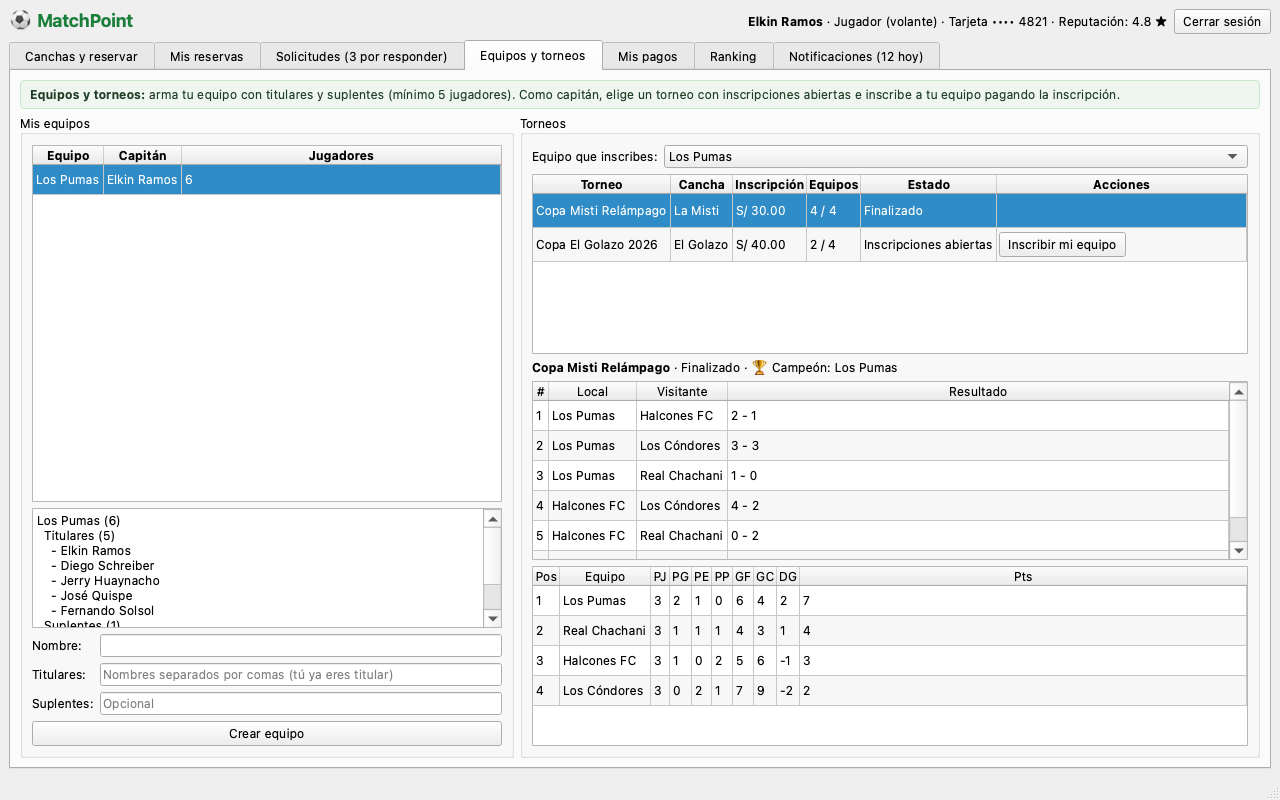 MatchPoint
Elkin Ramos · Jugador (volante) · Tarjeta •••• 4821 · Reputación: 4.8 ★
Cerrar sesión
Canchas y reservar
Mis reservas
Solicitudes (3 por responder)
Equipos y torneos
Mis pagos
Ranking
Notificaciones (12 hoy)
Equipos y torneos: arma tu equipo con titulares y suplentes (mínimo 5 jugadores). Como capitán, elige un torneo con inscripciones abiertas e inscribe a tu equipo pagando la inscripción.
Mis equipos
Equipo Capitán Jugadores
Los Pumas Elkin Ramos 6
Los Pumas (6)
Titulares (5)
- Elkin Ramos
- Diego Schreiber
- Jerry Huaynacho
- José Quispe
- Fernando Solsol
Suplentes (1)
Nombre:
Titulares: Nombres separados por comas (tú ya eres titular)
Suplentes: Opcional
Crear equipo
Torneos
Equipo que inscribes: Los Pumas
Torneo Cancha Inscripción Equipos Estado Acciones
Copa Misti Relámpago La Misti S/ 30.00 4 / 4 Finalizado
Copa El Golazo 2026 El Golazo S/ 40.00 2 / 4 Inscripciones abiertas Inscribir mi equipo
Copa Misti Relámpago · Finalizado · 🏆 Campeón: Los Pumas
# Local Visitante Resultado
1 Los Pumas Halcones FC 2 - 1
2 Los Pumas Los Cóndores 3 - 3
3 Los Pumas Real Chachani 1 - 0
4 Halcones FC Los Cóndores 4 - 2
5 Halcones FC Real Chachani 0 - 2
Pos Equipo PJ PG PE PP GF GC DG Pts
1 Los Pumas 3 2 1 0 6 4 2 7
2 Real Chachani 3 1 1 1 4 3 1 4
3 Halcones FC 3 1 0 2 5 6 -1 3
4 Los Cóndores 3 0 2 1 7 9 -2 2